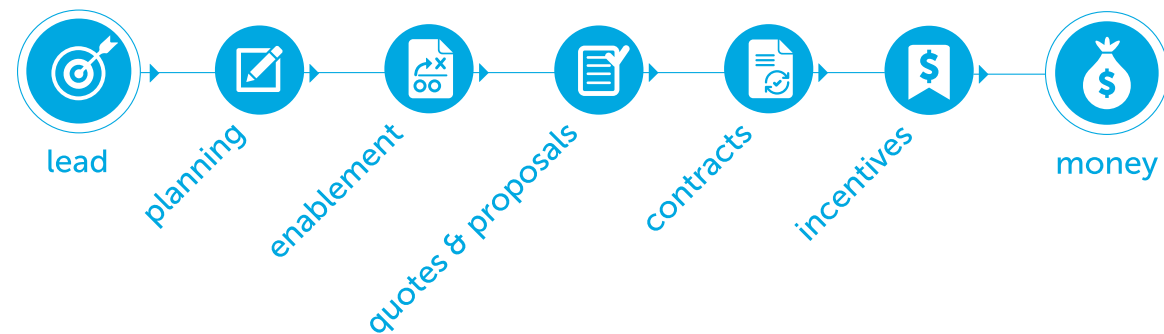 lead
planning
enablement
quotes & proposals
contracts
incentives
money
$
$